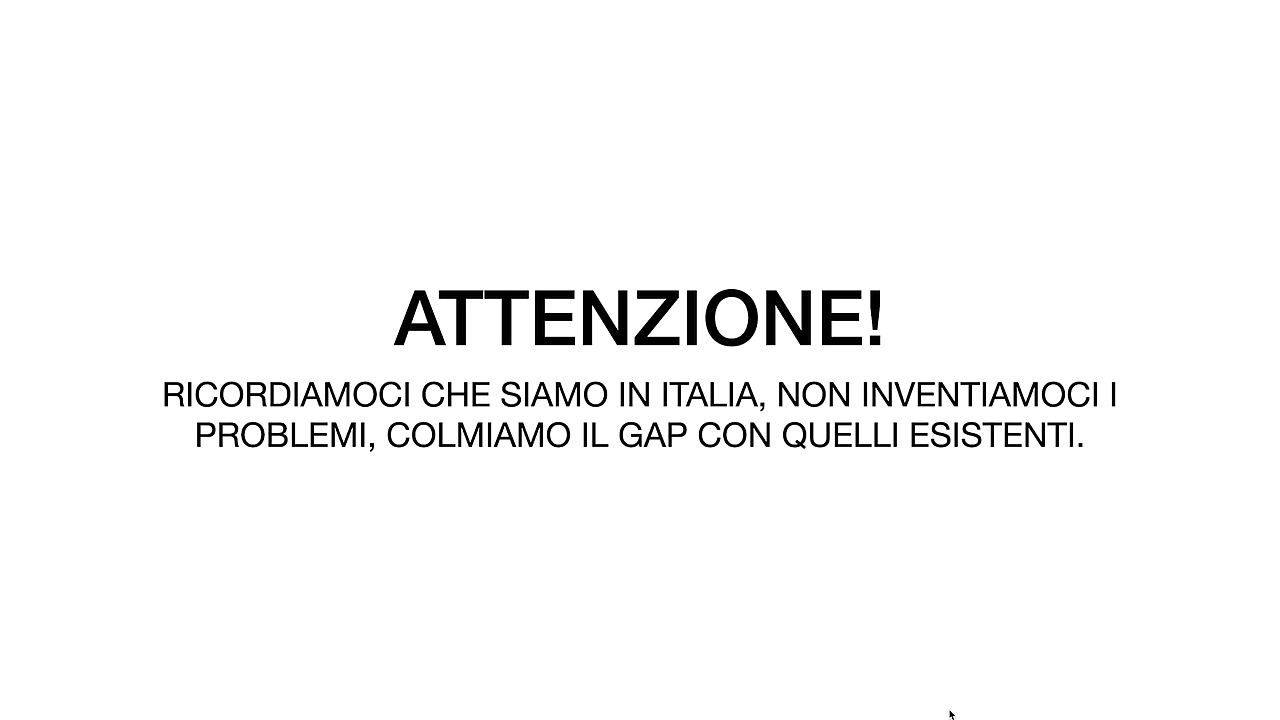 ATTENZIONE!
RICORDIAMOCI CHE SIAMO IN ITALIA, NON INVENTIAMOCI I
PROBLEMI, COLMIAMO IL GAP CON QUELLI ESISTENTI.